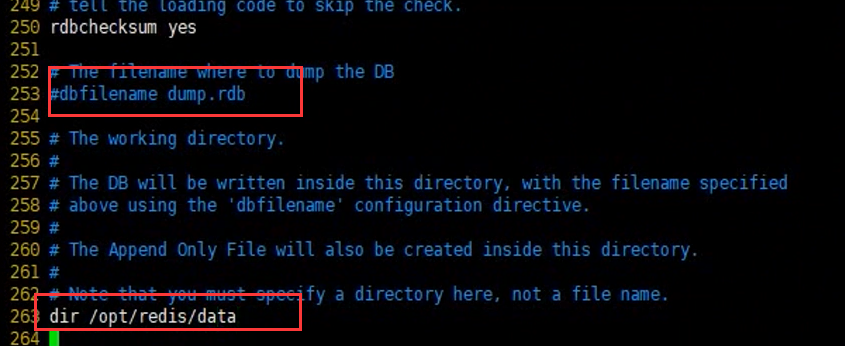 249 # tell the loading code to skip the check.
250 rdbchecksum yes
251
252 # The filename where to dump the DB
253 #dbfilename dump.rdb
254
255 # The working directory.
256 #
257 # The DB will be written inside this directory, with the filename specified
258 # above using the 'dbfilename' configuration directive.
259 #
260 # The Append Only File will also be created inside this directory.
261 #
262 # Note that you must specify a directory here, not a file name.
263 dir /opt/redis/data
264